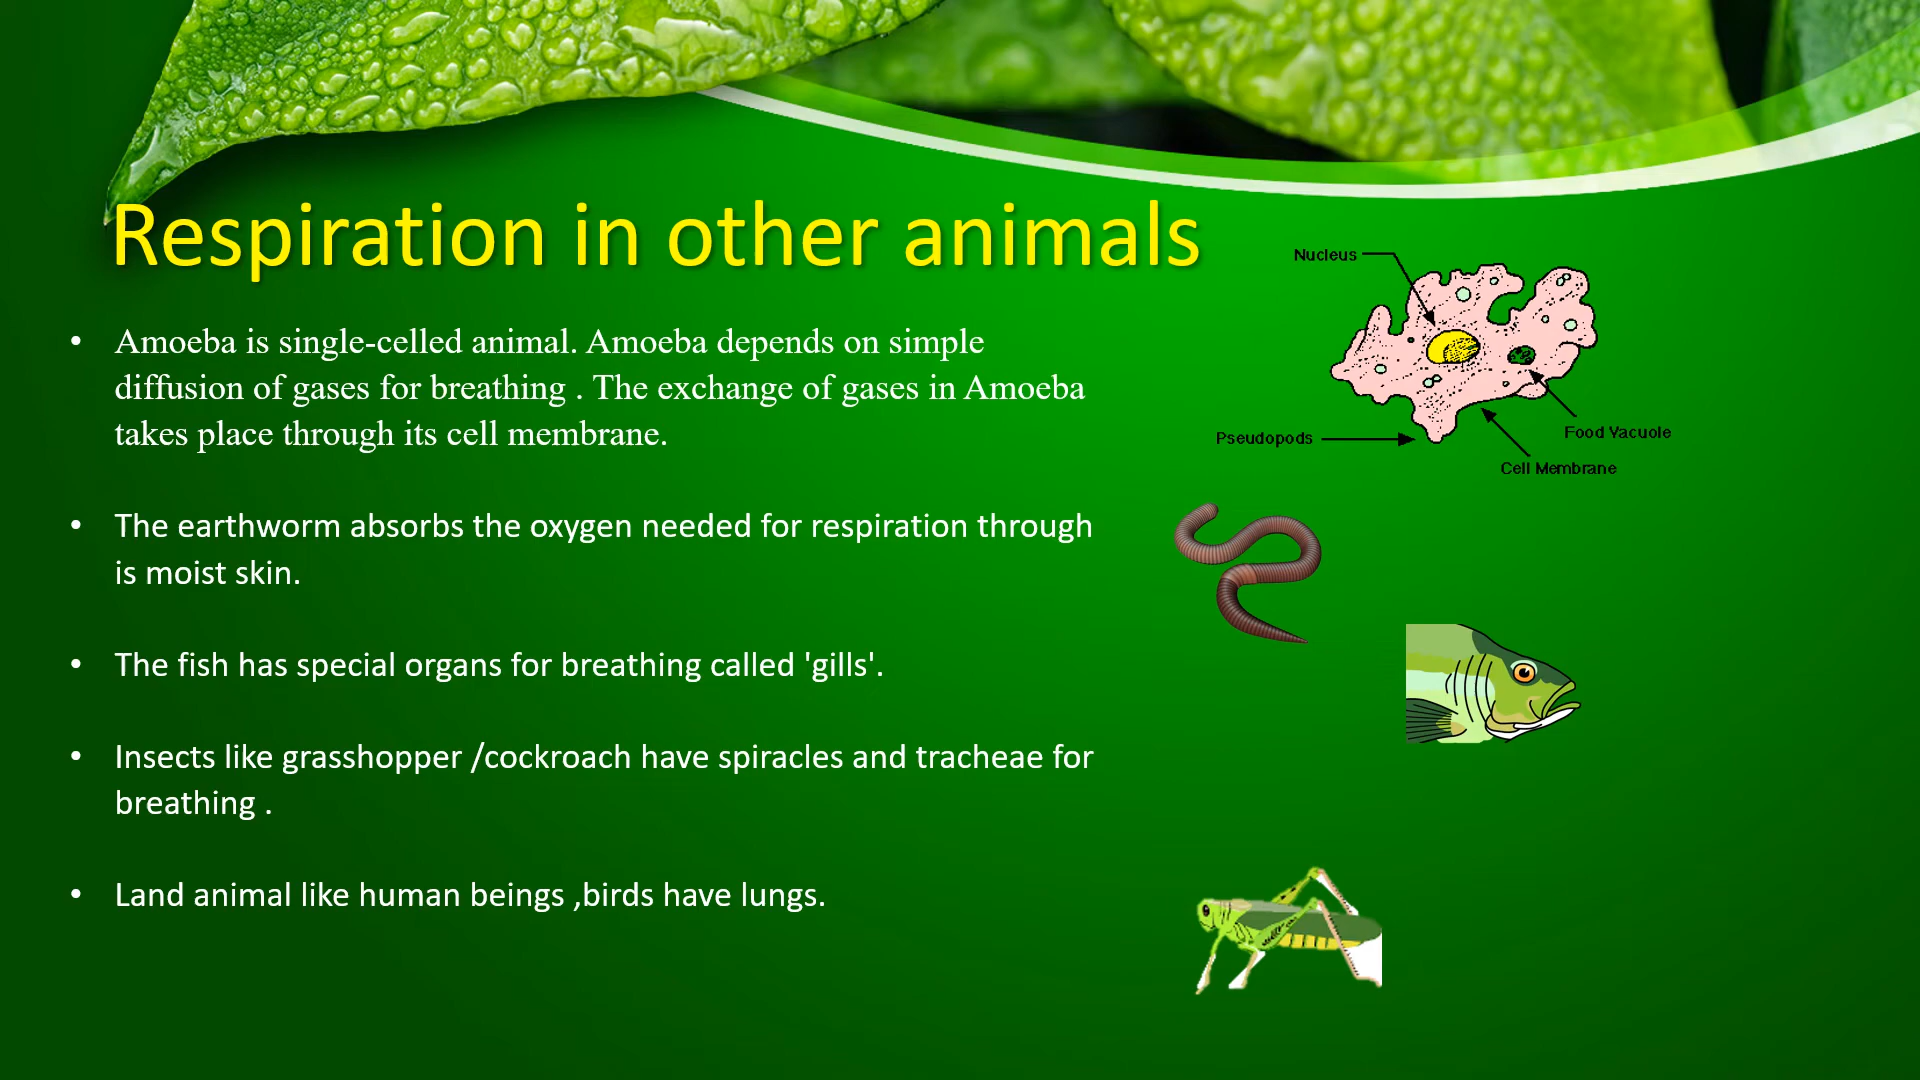 Respiration in other animals
• Amoeba is single-celled animal. Amoeba depends on simple
diffusion of gases for breathing . The exchange of gases in Amoeba
takes place through its cell membrane.
• The earthworm absorbs the oxygen needed for respiration through
is moist skin.
• The fish has special organs for breathing called 'gills'.
• Insects like grasshopper /cockroach have spiracles and tracheae for
breathing .
• Land animal like human beings ,birds have lungs.
Nucleus
Pseudopods
Food Vacuole
Cell Membrane